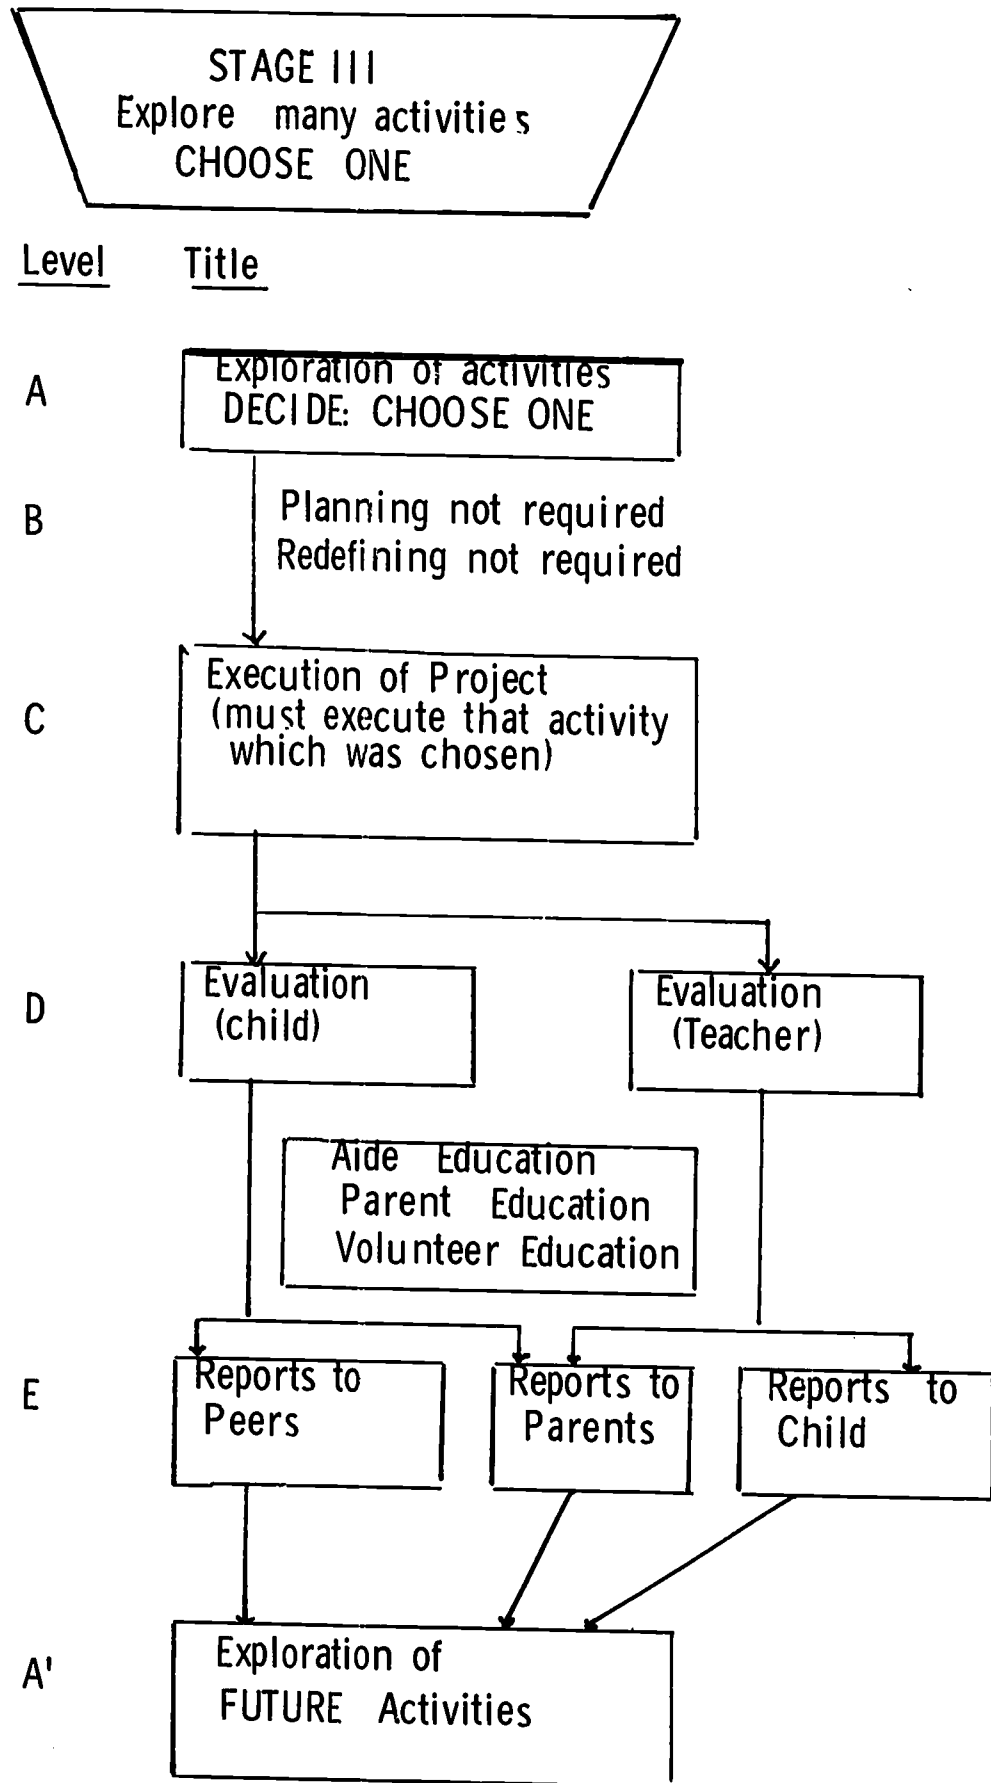 STAGE III
Explore many activities
CHOOSE ONE
Level Title
A
Exploration of activities
DECIDE: CHOOSE ONE
B
Planning not required
Redefining not required
C
Execution of Project
(must execute that activity
which was chosen)
D
Evaluation
(child)
Evaluation
(Teacher)
Aide Education
Parent Education
Volunteer Education
E
Reports to
Peers
Reports to
Parents
Reports to
Child
A'
Exploration of
FUTURE Activities